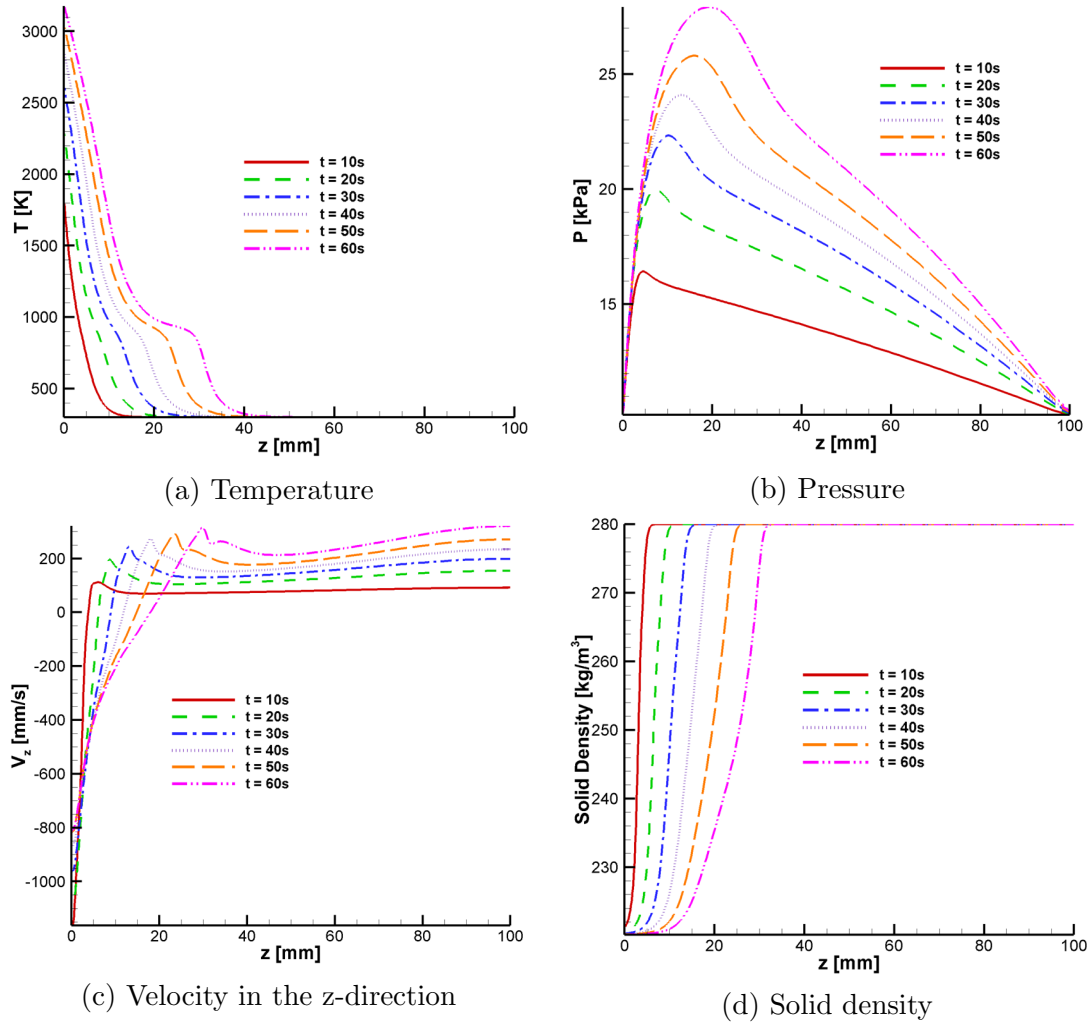 3000
2500
2000
1500
1000
500
T [K]
t = 10s
t = 20s
t = 30s
t = 40s
t = 50s
t = 60s
0 20 40 60 80 100
z [mm]
(a) Temperature
25
20
15
P [kPa]
t = 10s
t = 20s
t = 30s
t = 40s
t = 50s
t = 60s
0 20 40 60 80 100
z [mm]
(b) Pressure
200
0
-200
-400
-600
-800
-1000
V_z [mm/s]
t = 10s
t = 20s
t = 30s
t = 40s
t = 50s
t = 60s
0 20 40 60 80 100
z [mm]
(c) Velocity in the z-direction
280
270
260
250
240
230
Solid Density [kg/m³]
t = 10s
t = 20s
t = 30s
t = 40s
t = 50s
t = 60s
0 20 40 60 80 100
z [mm]
(d) Solid density